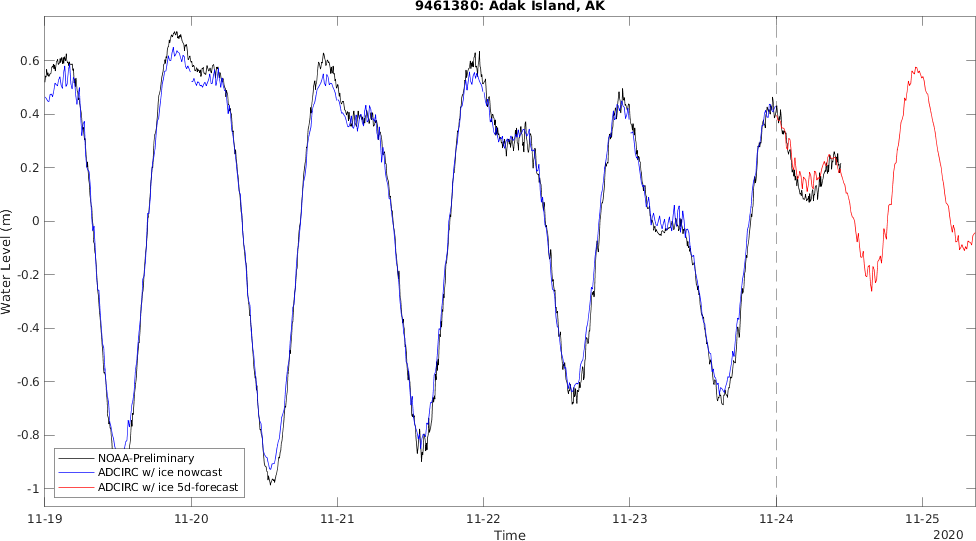 9461380: Adak Island, AK
Water Level (m)
0.6
0.4
0.2
0
-0.2
-0.4
-0.6
-0.8
-1
NOAA-Preliminary
ADCIRC w/ ice nowcast
ADCIRC w/ ice 5d-forecast
11-19
11-20
11-21
11-22
11-23
11-24
11-25
Time
2020